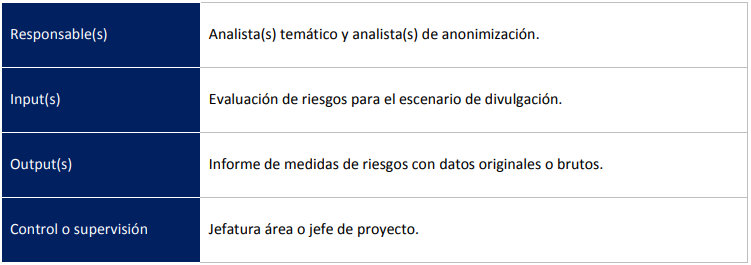 Responsable(s) Analista(s) temático y analista(s) de anonimización.
Input(s) Evaluación de riesgos para el escenario de divulgación.
Output(s) Informe de medidas de riesgos con datos originales o brutos.
Control o supervisión Jefatura área o jefe de proyecto.